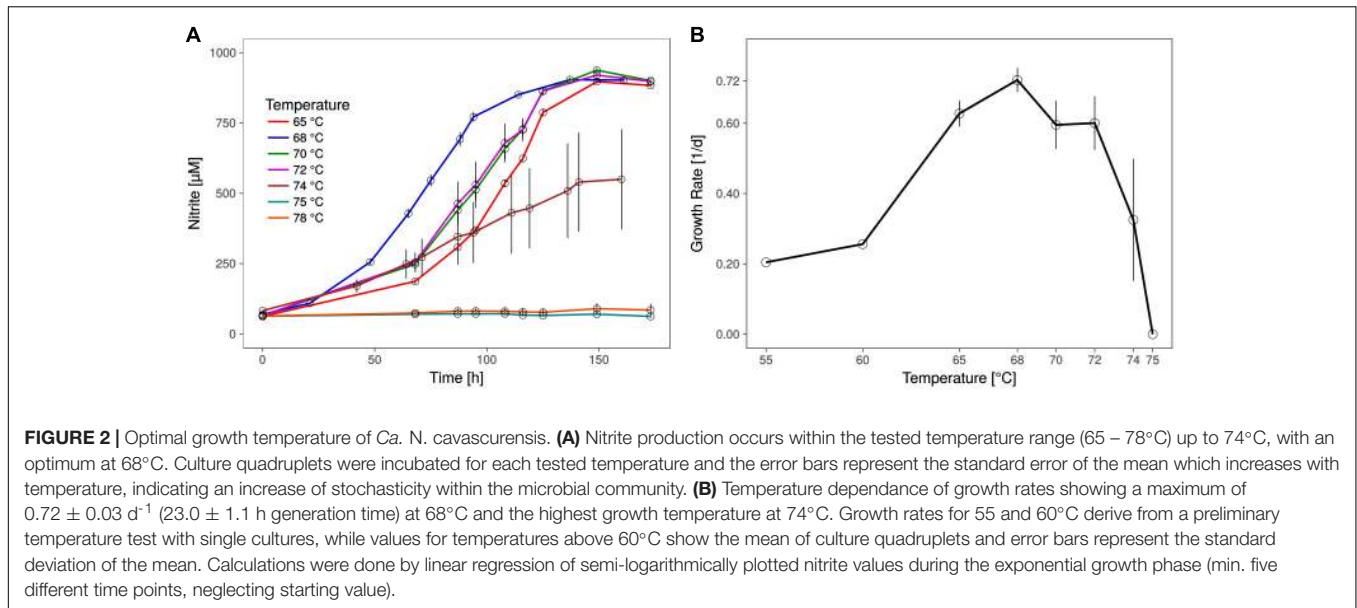 A
1000
750
500
250
0
Nitrite [µM]
Temperature
65 °C
68 °C
70 °C
72 °C
74 °C
75 °C
78 °C
0 50 100 150
Time [h]
B
0.72
0.60
0.40
0.20
0.00
Growth Rate [1/d]
55 60 65 68 70 72 74 75
Temperature [°C]
FIGURE 2 | Optimal growth temperature of Ca. N. cavascurensis. (A) Nitrite production occurs within the tested temperature range (65 – 78°C) up to 74°C, with an
optimum at 68°C. Culture quadruplets were incubated for each tested temperature and the error bars represent the standard error of the mean which increases with
temperature, indicating an increase of stochasticity within the microbial community. (B) Temperature dependance of growth rates showing a maximum of
0.72 ± 0.03 d-1 (23.0 ± 1.1 h generation time) at 68°C and the highest growth temperature at 74°C. Growth rates for 55 and 60°C derive from a preliminary
temperature test with single cultures, while values for temperatures above 60°C show the mean of culture quadruplets and error bars represent the standard
deviation of the mean. Calculations were done by linear regression of semi-logarithmically plotted nitrite values during the exponential growth phase (min. five
different time points, neglecting starting value).